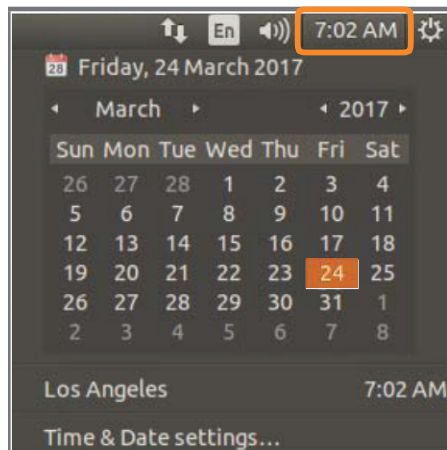 En 7:02 AM
28 Friday, 24 March 2017
March 2017
Sun Mon Tue Wed Thu Fri Sat
26 27 28 1 2 3 4
5 6 7 8 9 10 11
12 13 14 15 16 17 18
19 20 21 22 23 24 25
26 27 28 29 30 31 1
2 3 4 5 6 7 8
Los Angeles 7:02 AM
Time & Date settings...